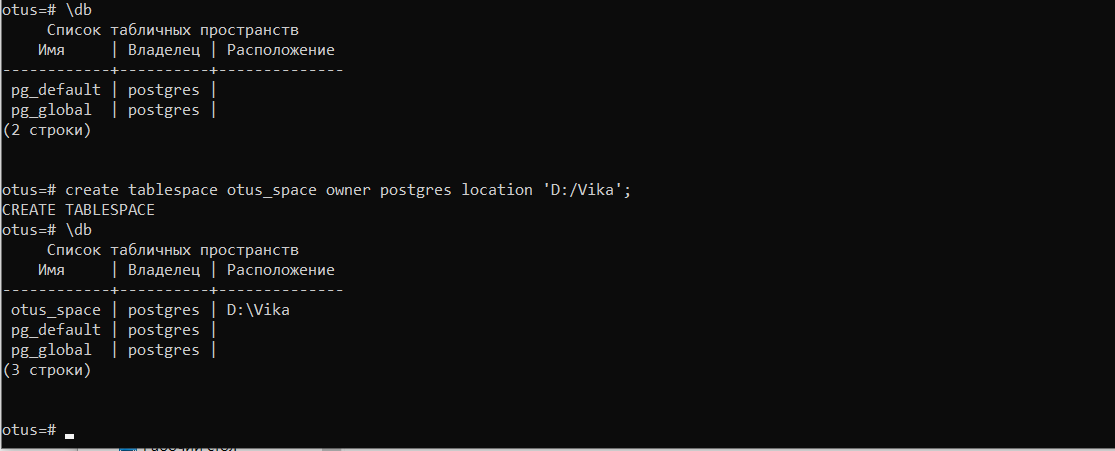 otus=# \db
Список табличных пространств
Имя | Владелец | Расположение
------------+----------+--------------
pg_default | postgres |
pg_global | postgres |
(2 строки)
otus=# create tablespace otus_space owner postgres location 'D:/Vika';
CREATE TABLESPACE
otus=# \db
Список табличных пространств
Имя | Владелец | Расположение
------------+----------+--------------
otus_space | postgres | D:\Vika
pg_default | postgres |
pg_global | postgres |
(3 строки)
otus=#